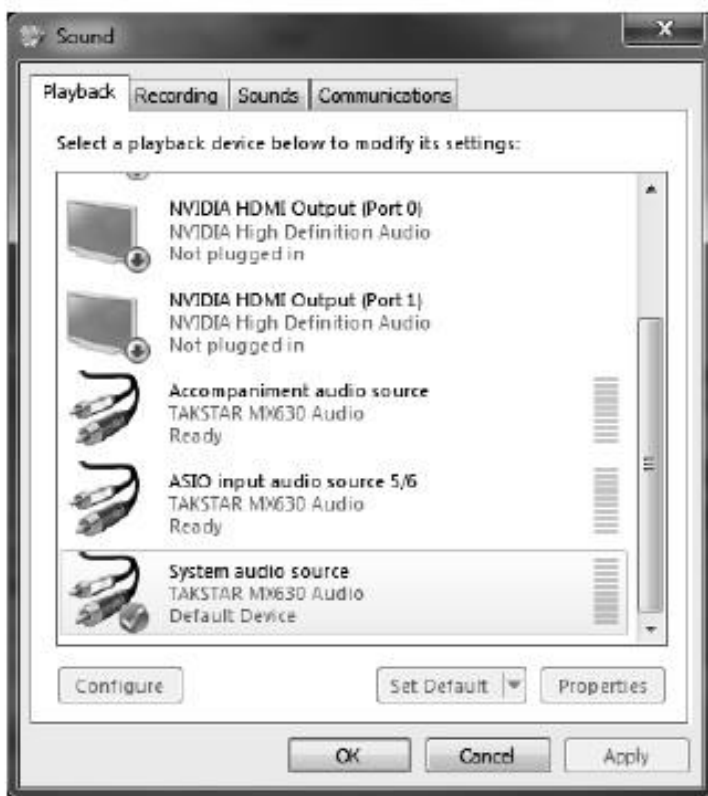 Sound
Playback Recording Sounds Communications
Select a playback device below to modify its settings:
NVIDIA HDMI Output (Port 0)
NVIDIA High Definition Audio
Not plugged in
NVIDIA HDMI Output (Port 1)
NVIDIA High Definition Audio
Not plugged in
Accompaniment audio source
TAKSTAR MX630 Audio
Ready
ASIO input audio source 5/6
TAKSTAR MX630 Audio
Ready
System audio source
TAKSTAR MX630 Audio
Default Device
Configure Set Default Properties
OK Cancel Apply